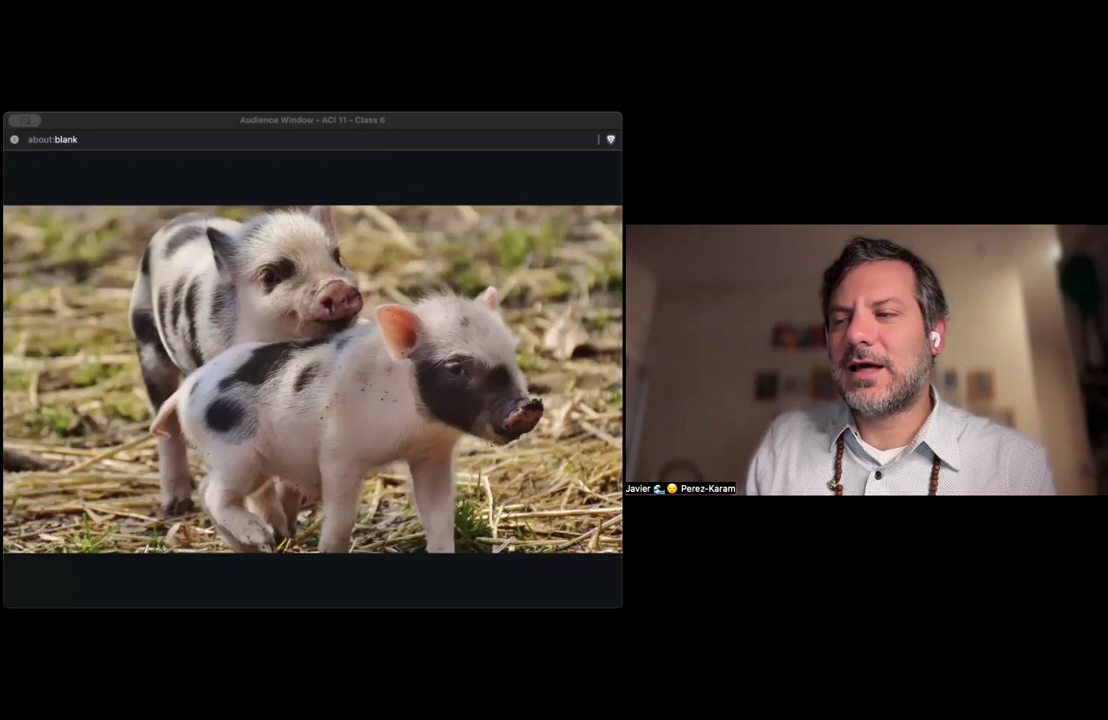 Audience Window - ACI 11 - Class 6
about:blank
Javier 🌊😌 Perez-Karam